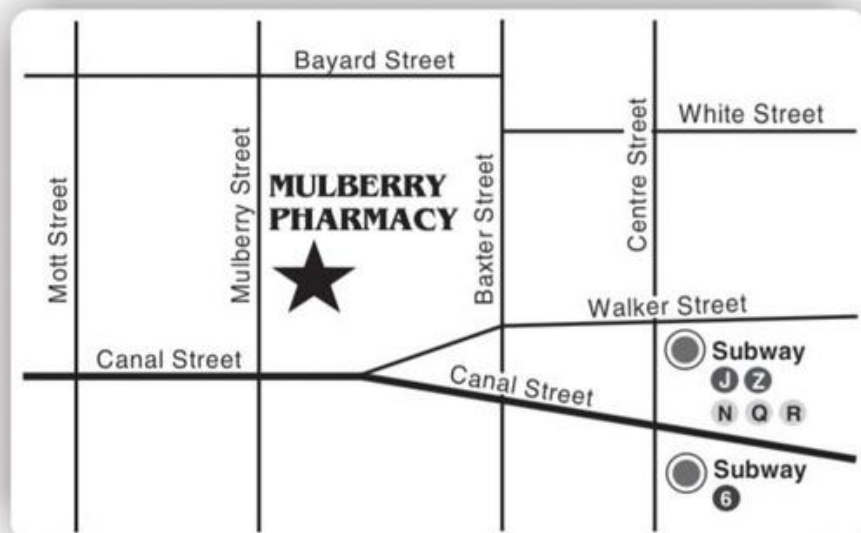 Bayard Street
White Street
Mott Street
Mulberry Street
MULBERRY
PHARMACY
Baxter Street
Centre Street
Walker Street
Canal Street
Canal Street
Subway
J Z
N Q R
Subway
6